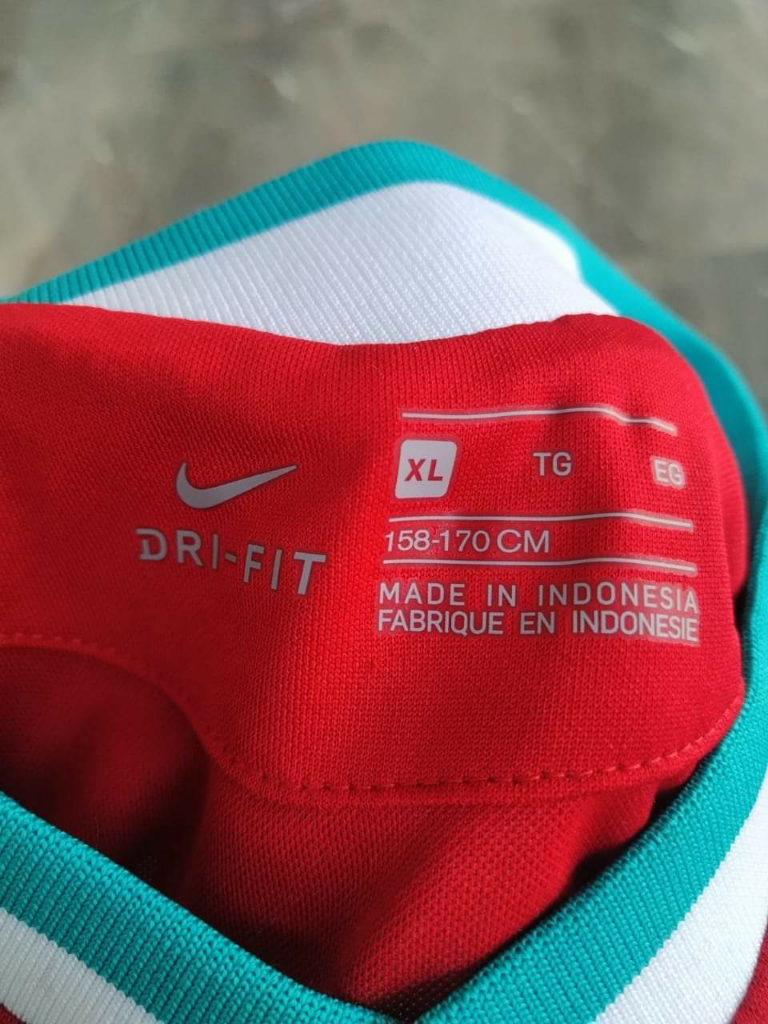 DRI-FIT
XL TG EG
158-170 CM
MADE IN INDONESIA
FABRIQUE EN INDONESIE